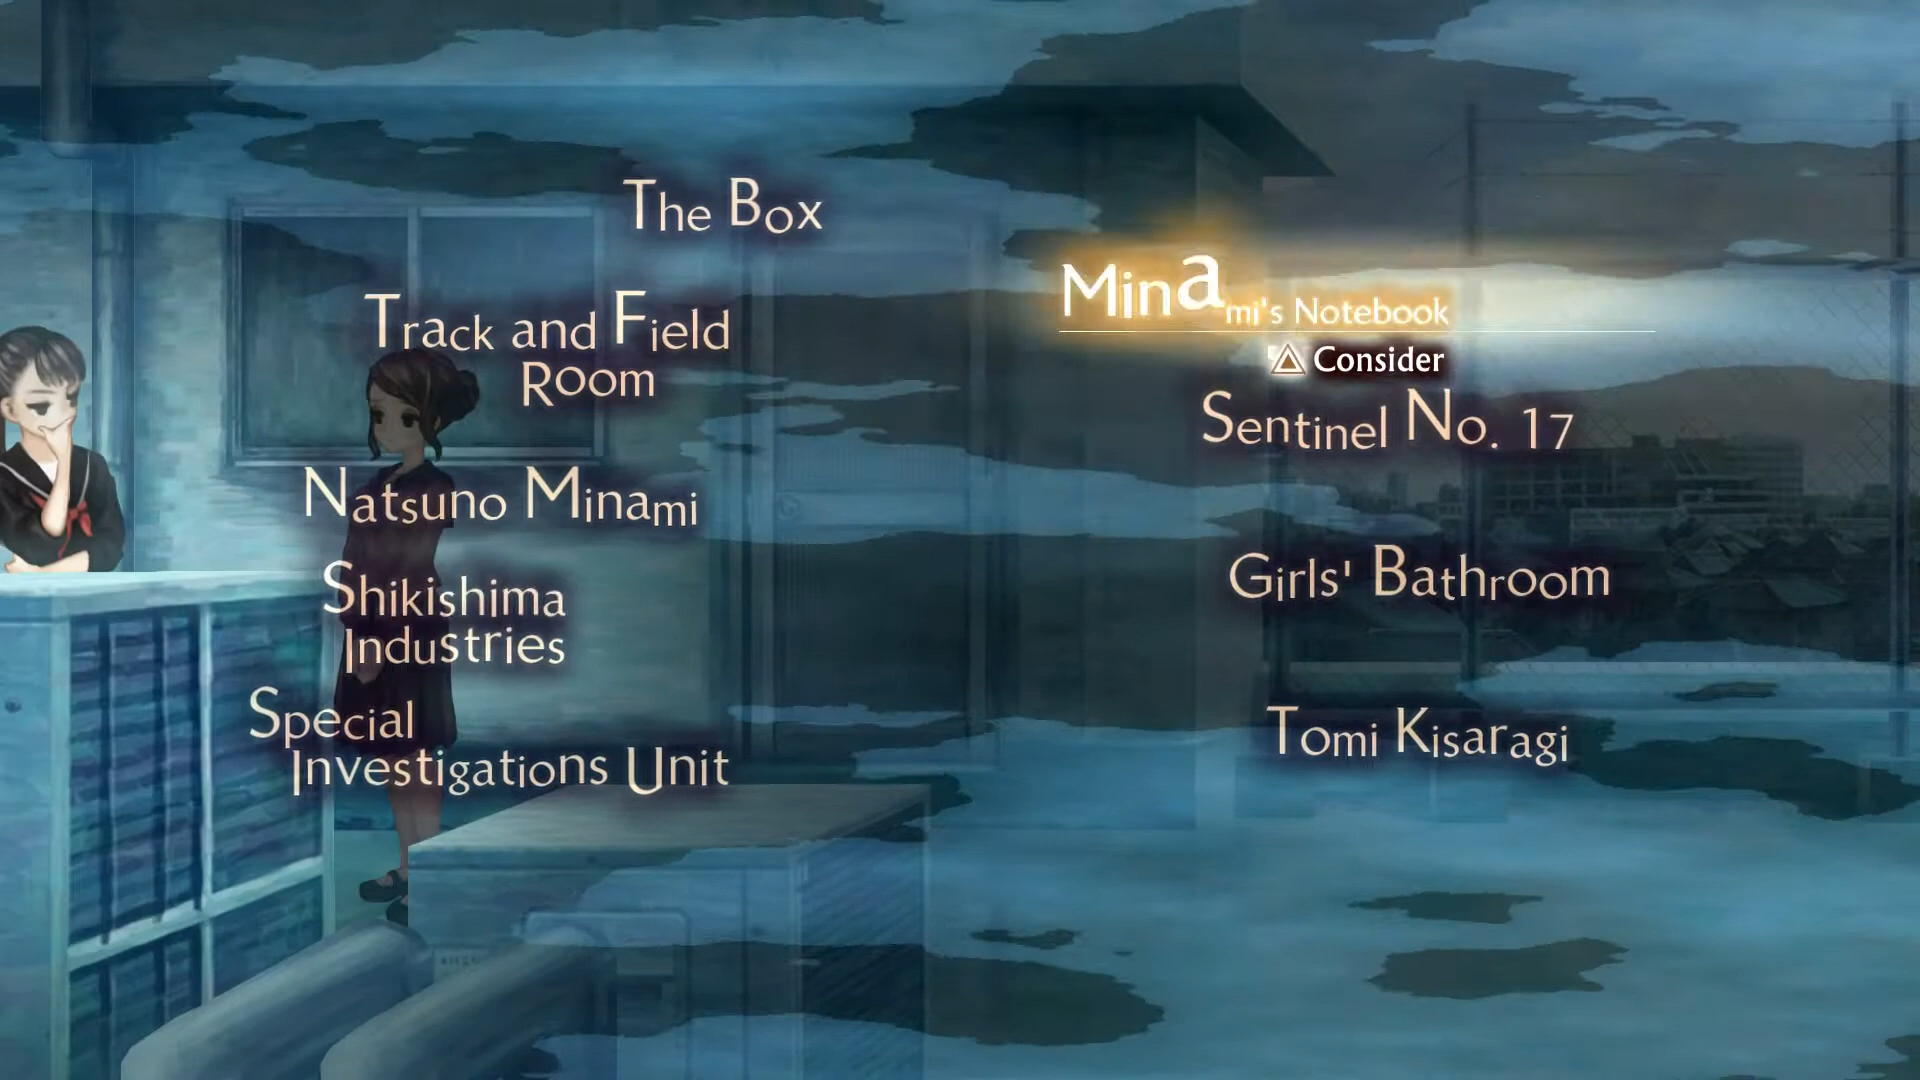 The Box
Track and Field
Room
Natsuno Minami
Shikishima
Industries
Special
Investigations Unit
Minami's Notebook
Consider
Sentinel No. 17
Girls' Bathroom
Tomi Kisaragi